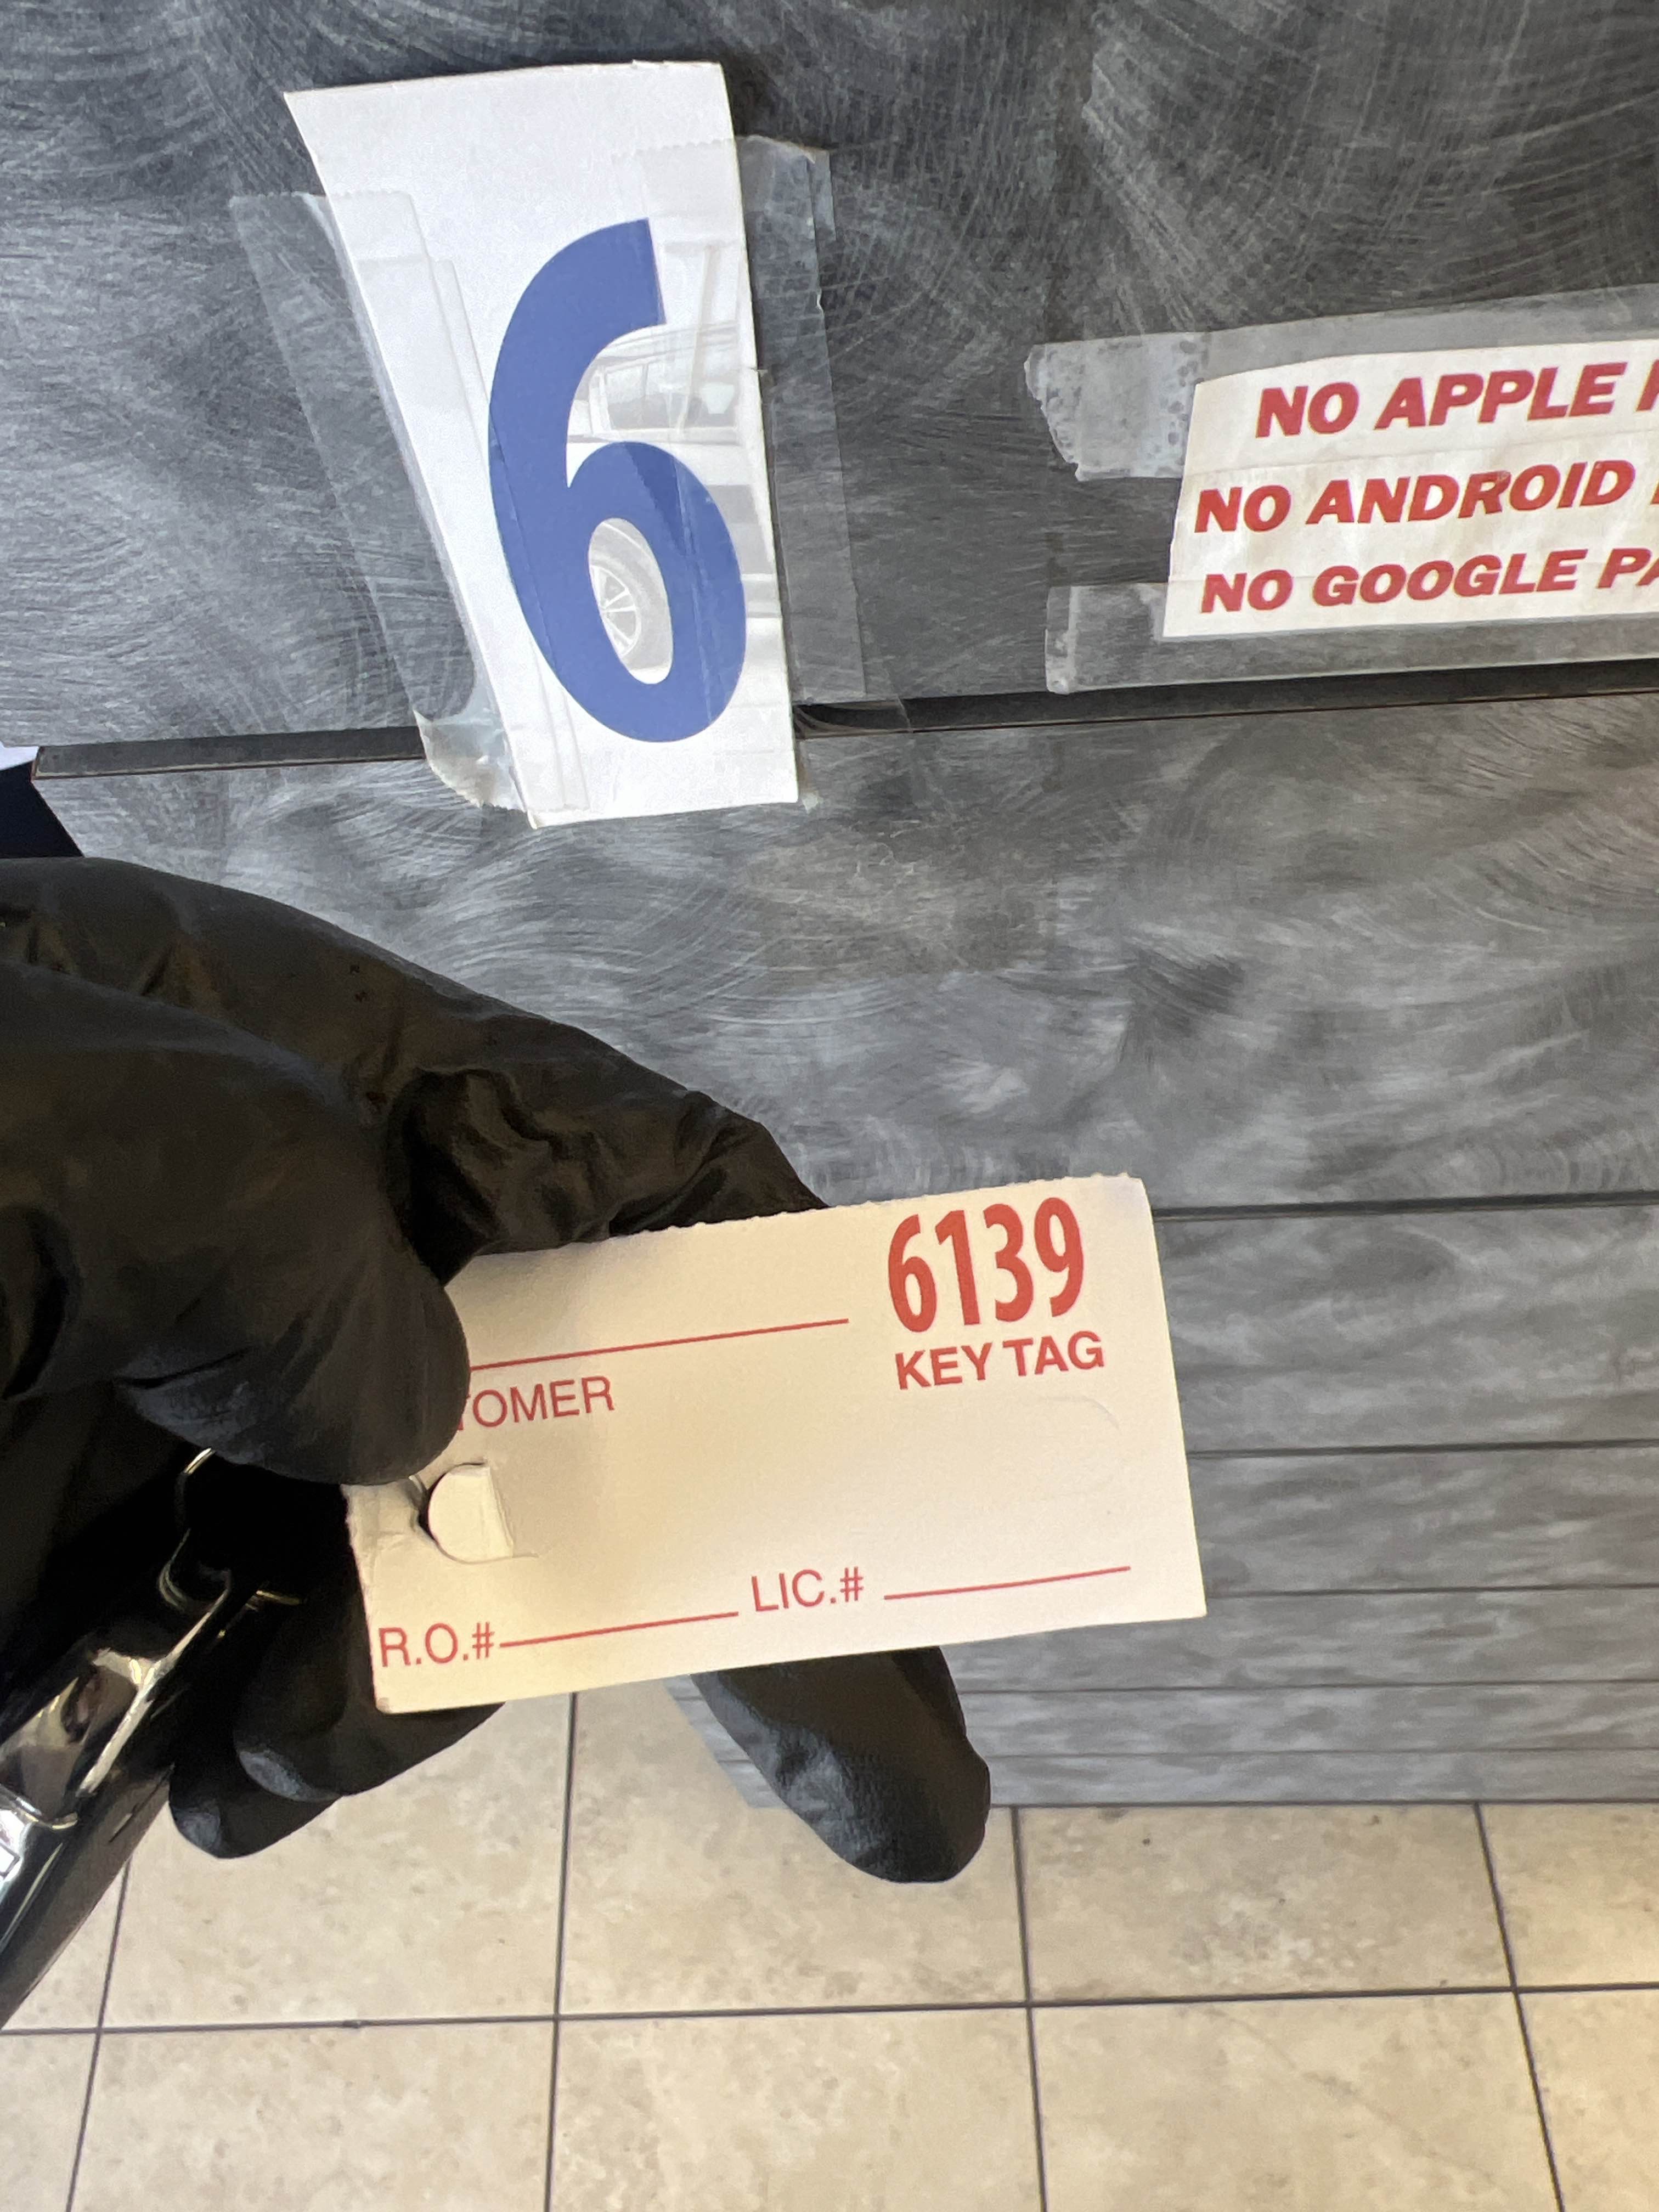 6
NO APPLE
NO ANDROID
NO GOOGLE
6139
KEY TAG
TOMER
LIC.#
R.O.#